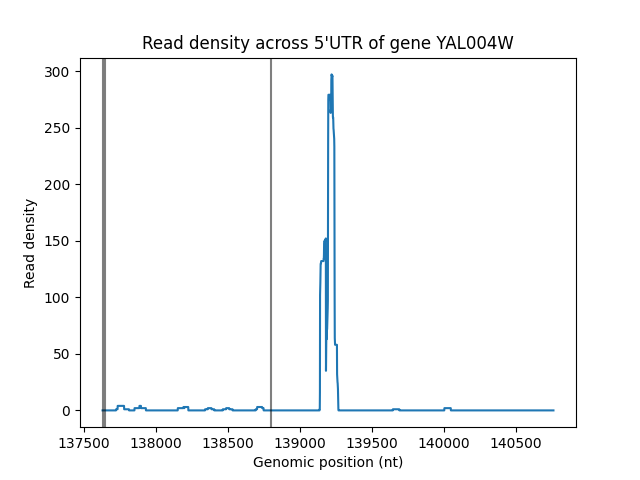 Read density across 5'UTR of gene YAL004W
300
250
200
150
100
50
0
Read density
137500 138000 138500 139000 139500 140000 140500
Genomic position (nt)